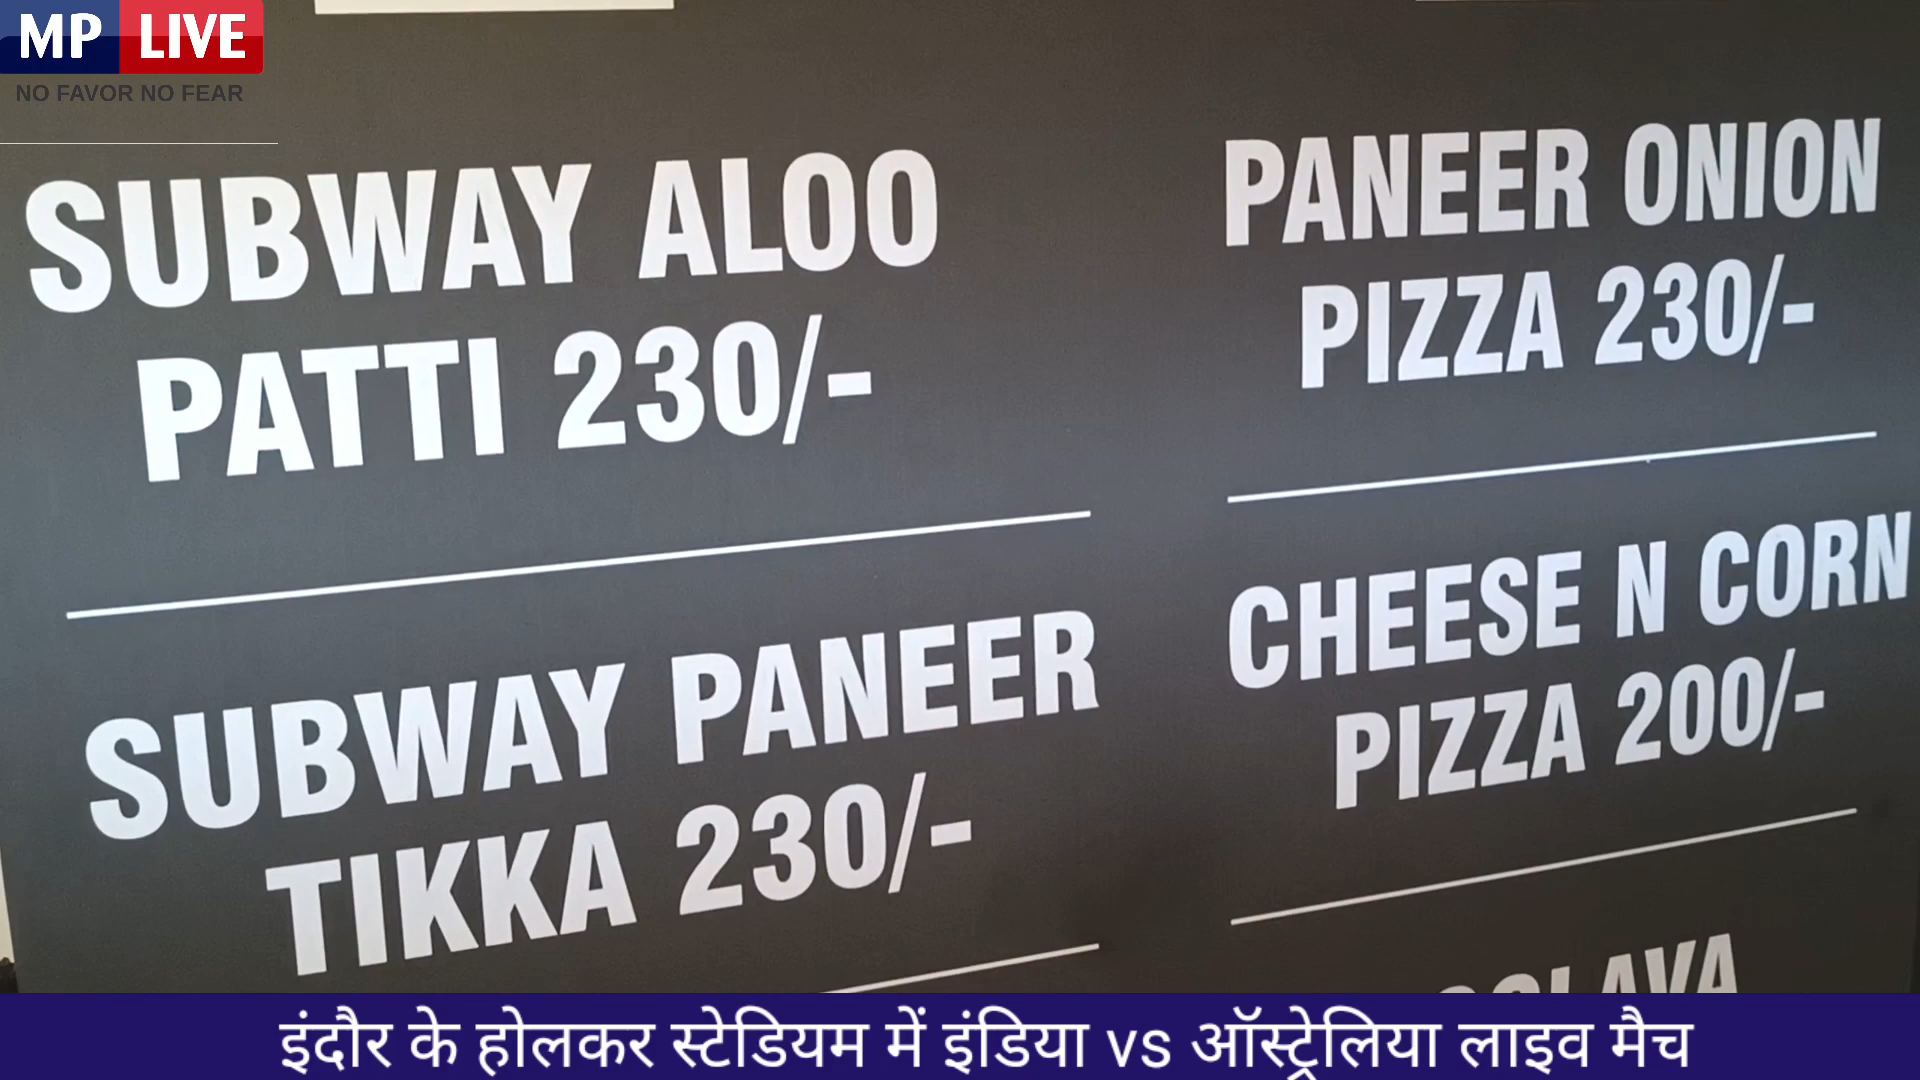 MP LIVE
NO FAVOR NO FEAR
SUBWAY ALOO
PATTI 230/-
SUBWAY PANEER
TIKKA 230/-
PANEER ONION
PIZZA 230/-
CHEESE N CORN
PIZZA 200/-
इंदौर के होलकर स्टेडियम में इंडिया vs ऑस्ट्रेलिया लाइव मैच